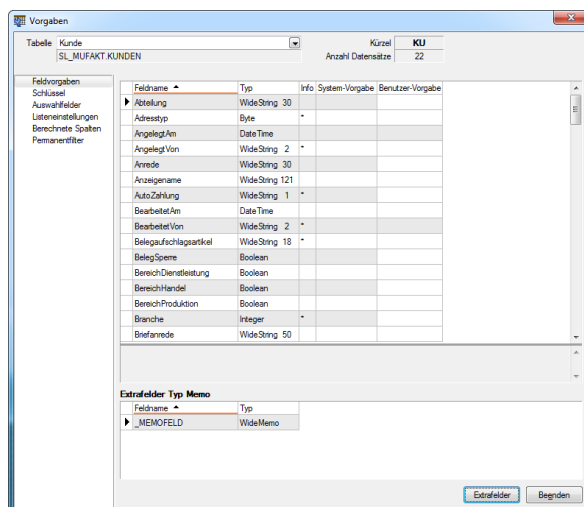 Vorgaben
Tabelle Kunde Kürzel KU
SL_MUFAKT.KUNDEN Anzahl Datensätze 22
Feldvorgaben
Schlüssel
Auswahlfelder
Listeneinstellungen
Berechnete Spalten
Permanentfilter
Feldname Typ Info System-Vorgabe Benutzer-Vorgabe
Abteilung WideString 30
Adresstyp Byte *
AngelegtAm DateTime
AngelegtVon WideString 2 *
Anrede WideString 30
Anzeigename WideString 121
AutoZahlung WideString 1 *
BearbeitetAm DateTime
BearbeitetVon WideString 2 *
Belegaufschlagsartikel WideString 18 *
BelegSperre Boolean
BereichDienstleistung Boolean
BereichHandel Boolean
BereichProduktion Boolean
Branche Integer *
Briefanrede WideString 50
Extrafelder Typ Memo
Feldname Typ
_MEMOFELD WideMemo
Extrafelder Beenden